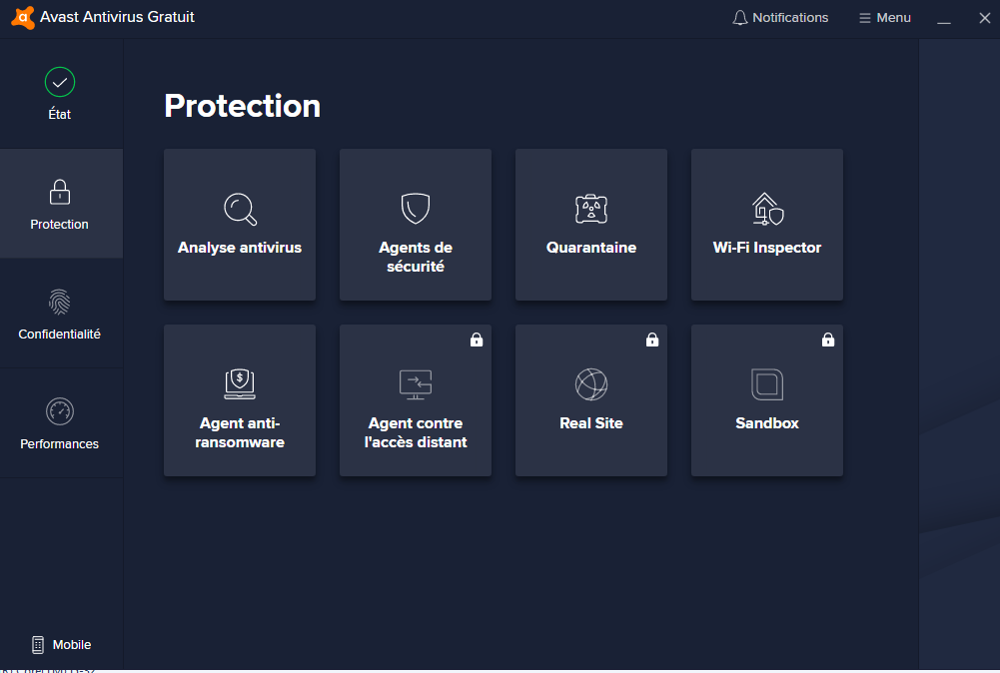 Avast Antivirus Gratuit
Notifications
Menu
État
Protection
Confidentialité
Performances
Mobile
Protection
Analyse antivirus
Agents de
sécurité
Quarantaine
Wi-Fi Inspector
Agent anti-
ransomware
Agent contre
l'accès distant
Real Site
Sandbox